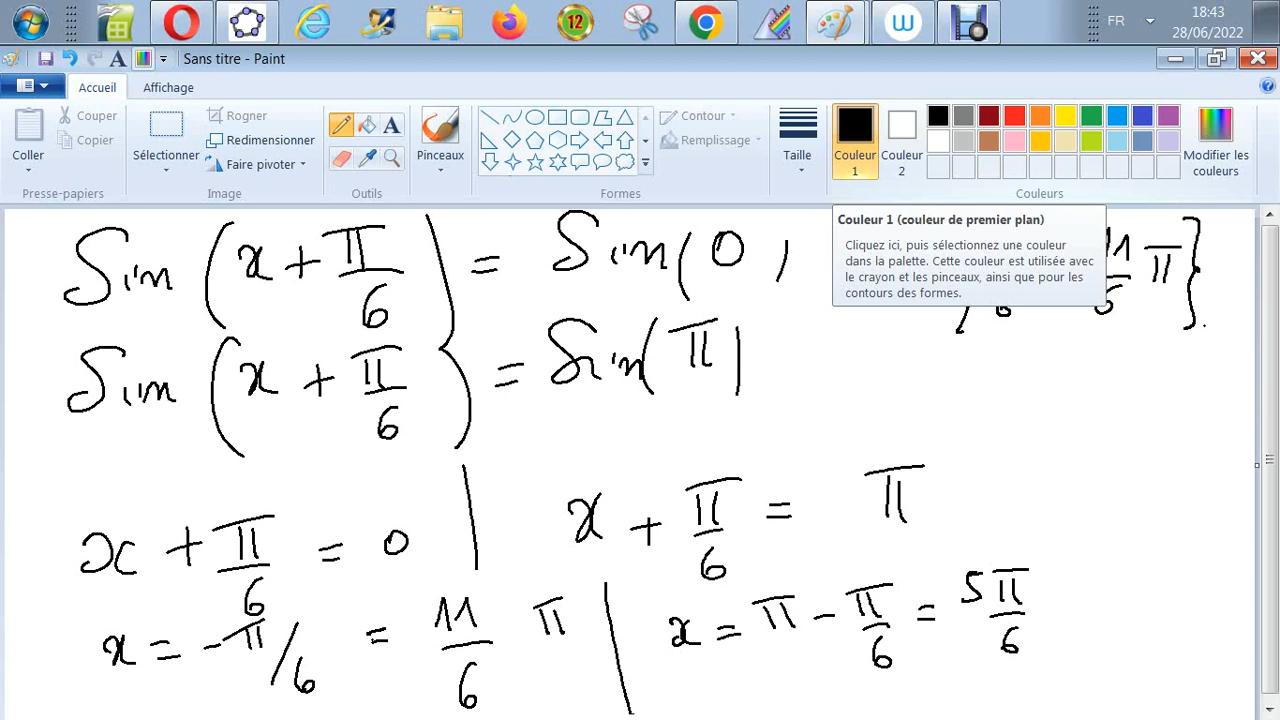 12
FR
18:43
28/06/2022
Sans titre - Paint
Accueil
Affichage
Coller
Couper
Copier
Presse-papiers
Sélectionner
Rogner
Redimensionner
Faire pivoter
Image
Outils
Pinceaux
Contour
Remplissage
Formes
Taille
Couleur 1
Couleur 2
Modifier les couleurs
Couleurs
Couleur 1 (couleur de premier plan)
Cliquez ici, puis sélectionnez une couleur
dans la palette. Cette couleur est utilisée avec
le crayon et les pinceaux, ainsi que pour les
contours des formes.
Sin(x + π/6) = Sin(0)
Sin(x + π/6) = Sin(π)
x + π/6 = 0 | x + π/6 = π
x = -π/6 = 11/6 π | x = π - π/6 = 5π/6